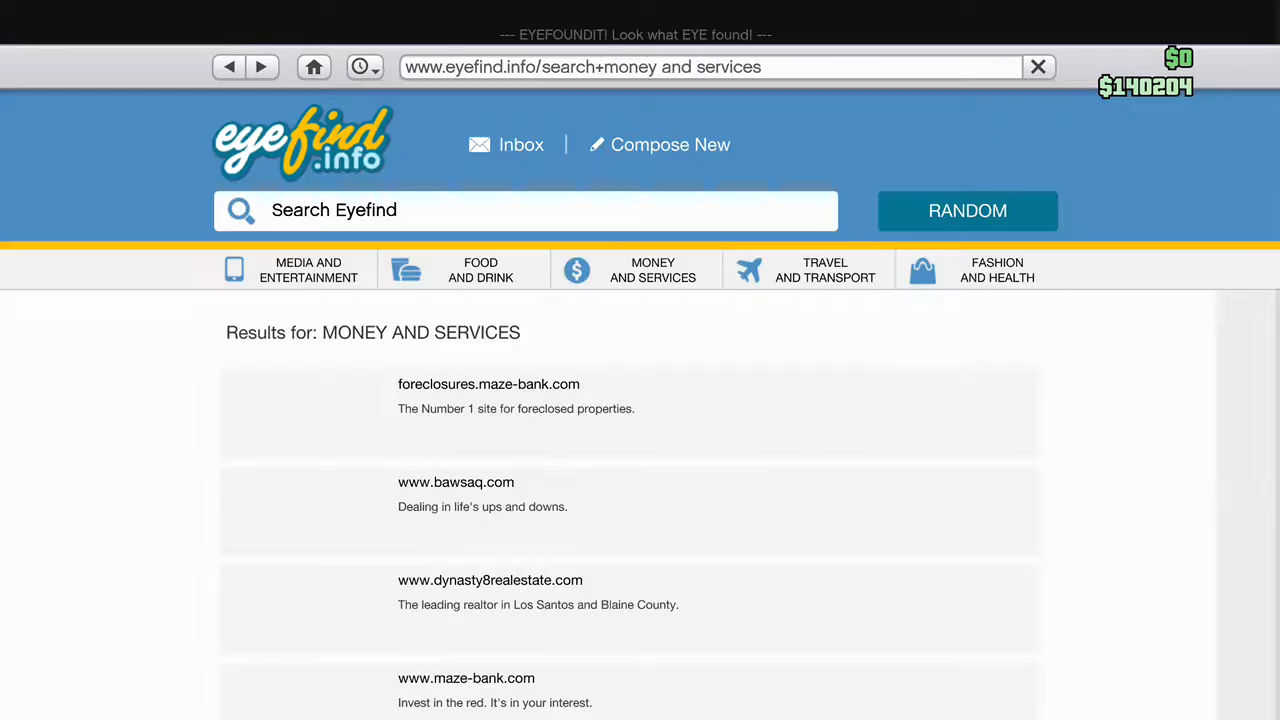 --- EYEFOUNDIT! Look what EYE found! ---
www.eyefind.info/search+money and services
$0
$140204
eyefind
.info
Inbox
Compose New
Search Eyefind
RANDOM
MEDIA AND
ENTERTAINMENT
FOOD
AND DRINK
MONEY
AND SERVICES
TRAVEL
AND TRANSPORT
FASHION
AND HEALTH
Results for: MONEY AND SERVICES
foreclosures.maze-bank.com
The Number 1 site for foreclosed properties.
www.bawsaq.com
Dealing in life's ups and downs.
www.dynasty8realestate.com
The leading realtor in Los Santos and Blaine County.
www.maze-bank.com
Invest in the red. It's in your interest.